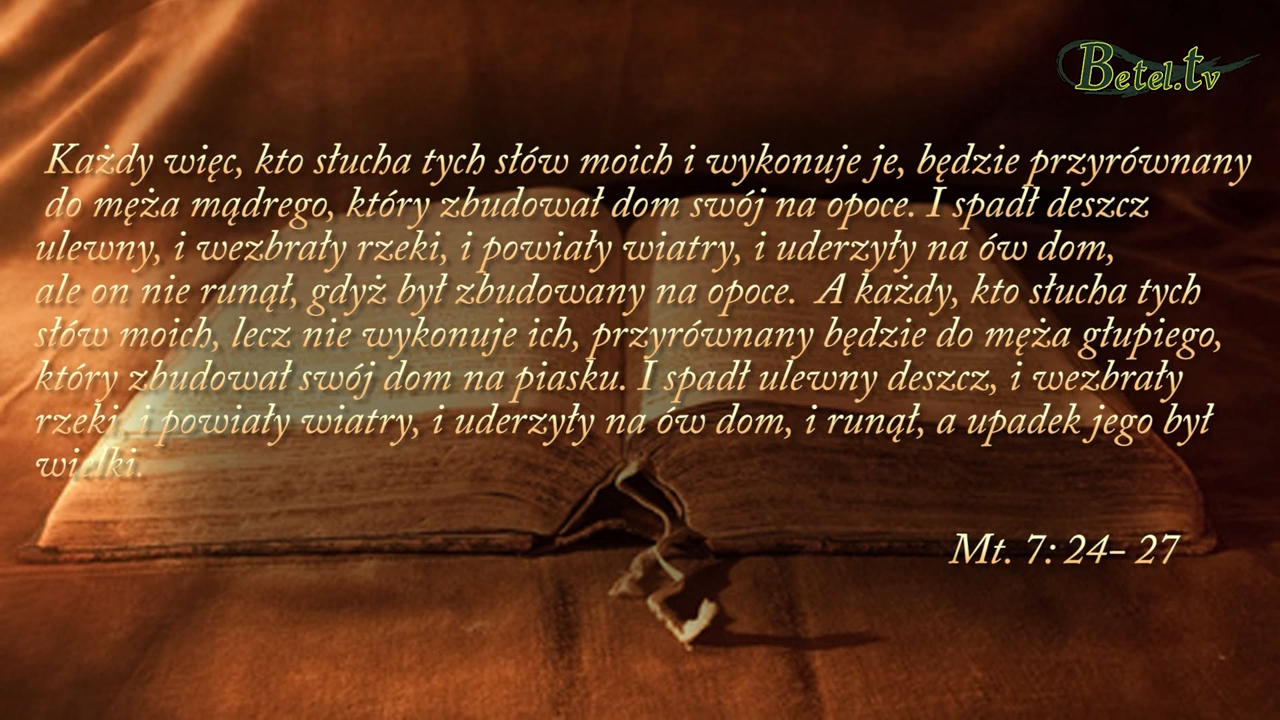 Betel.tv
Każdy więc, kto słucha tych słów moich i wykonuje je, będzie przyrównany
do męża mądrego, który zbudował dom swój na opoce. I spadł deszcz
ulewny, i wezbrały rzeki, i powiały wiatry, i uderzyły na ów dom,
ale on nie runął, gdyż był zbudowany na opoce. A każdy, kto słucha tych
słów moich, lecz nie wykonuje ich, przyrównany będzie do męża głupiego,
który zbudował swój dom na piasku. I spadł ulewny deszcz, i wezbrały
rzeki, i powiały wiatry, i uderzyły na ów dom, i runął, a upadek jego był
wielki.
Mt. 7: 24- 27